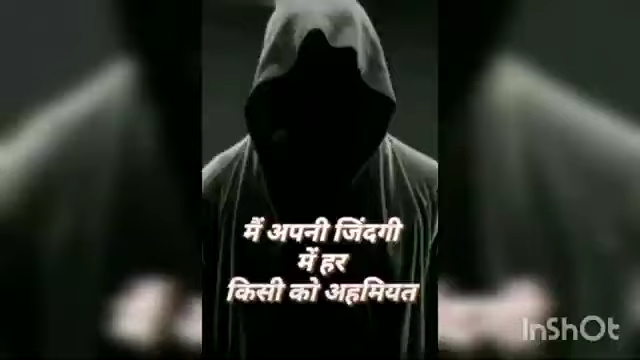 मैं अपनी जिंदगी
में हर
किसी को अहमियत
InShOt